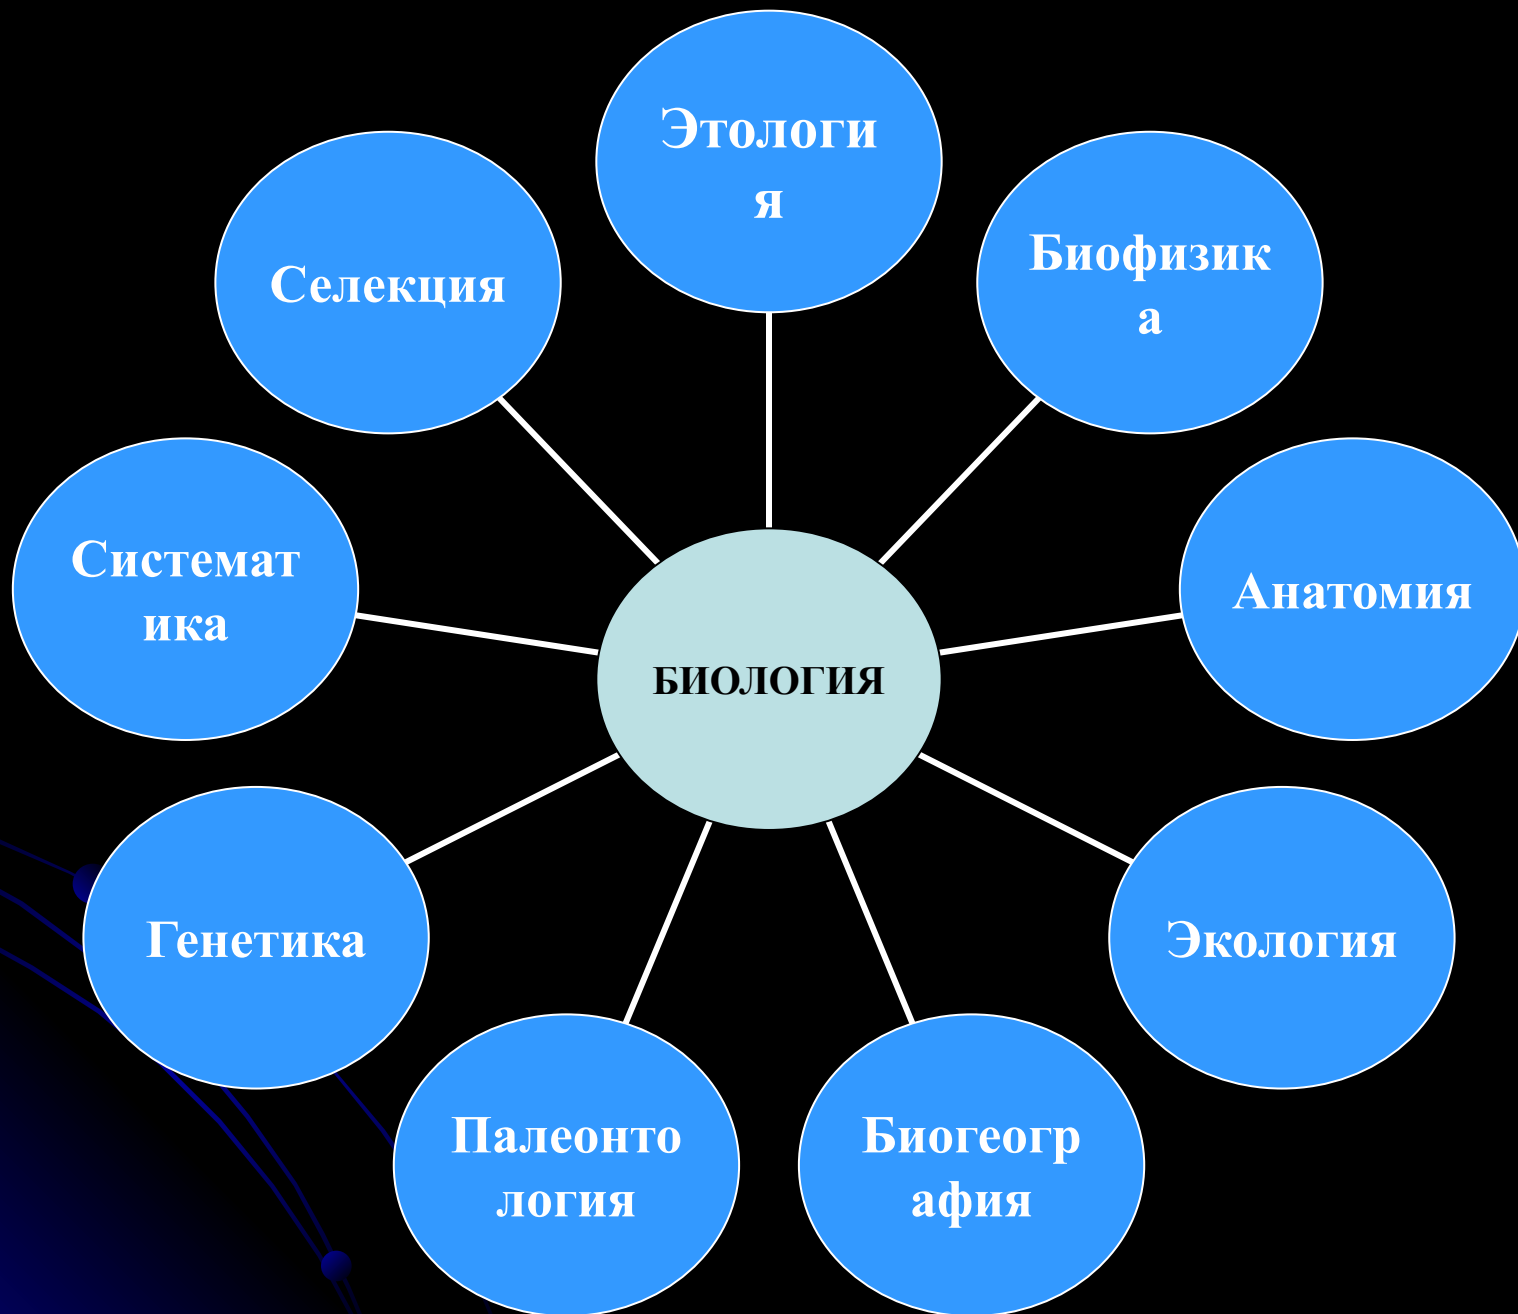 Этологи
я
Биофизик
а
Анатомия
Экология
Биогеогр
афия
Палеонто
логия
Генетика
Системат
ика
Селекция
БИОЛОГИЯ